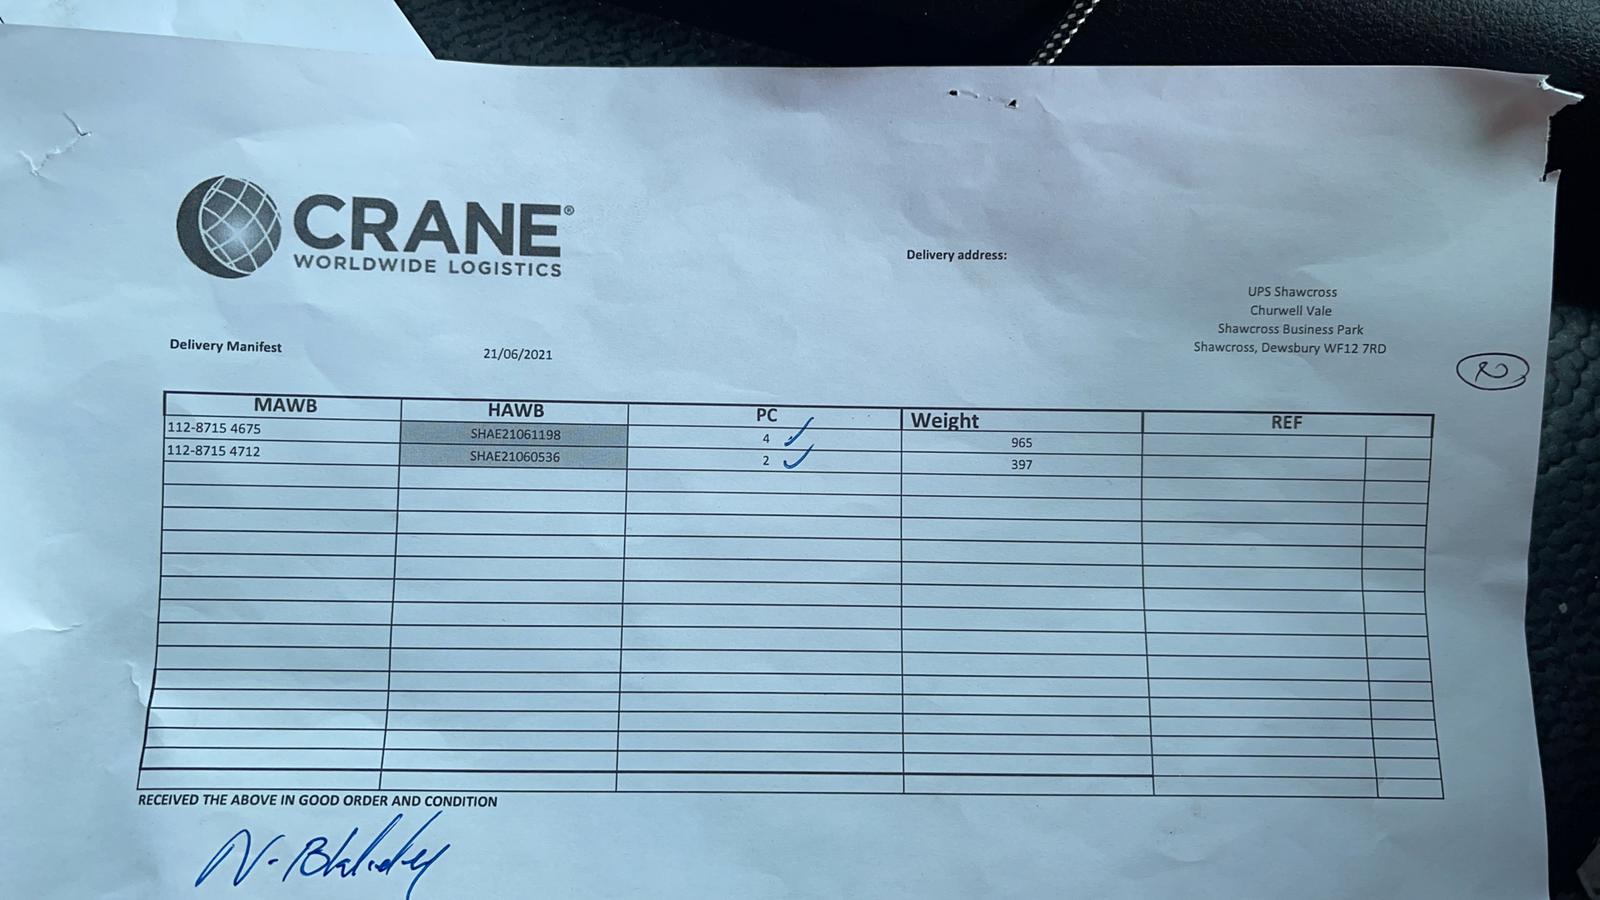 CRANE®
WORLDWIDE LOGISTICS
Delivery address:
UPS Shawcross
Churwell Vale
Shawcross Business Park
Shawcross, Dewsbury WF12 7RD
Delivery Manifest 21/06/2021
MAWB HAWB PC Weight REF
112-8715 4675 SHAE21061198 4 965
112-8715 4712 SHAE21060536 2 397
RECEIVED THE ABOVE IN GOOD ORDER AND CONDITION
N.